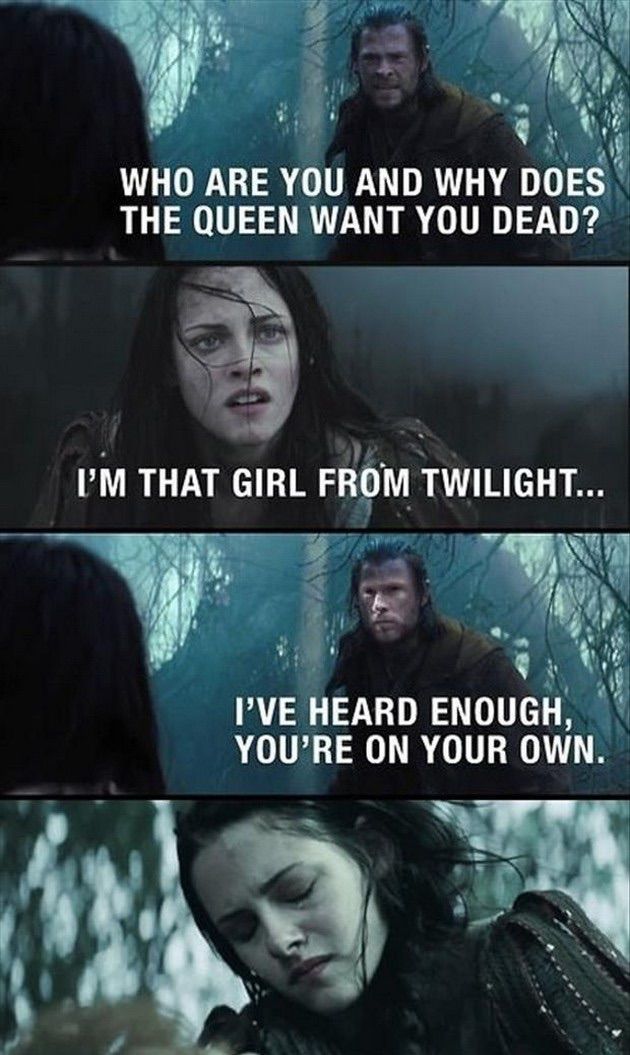 WHO ARE YOU AND WHY DOES
THE QUEEN WANT YOU DEAD?
I'M THAT GIRL FROM TWILIGHT...
I'VE HEARD ENOUGH,
YOU'RE ON YOUR OWN.